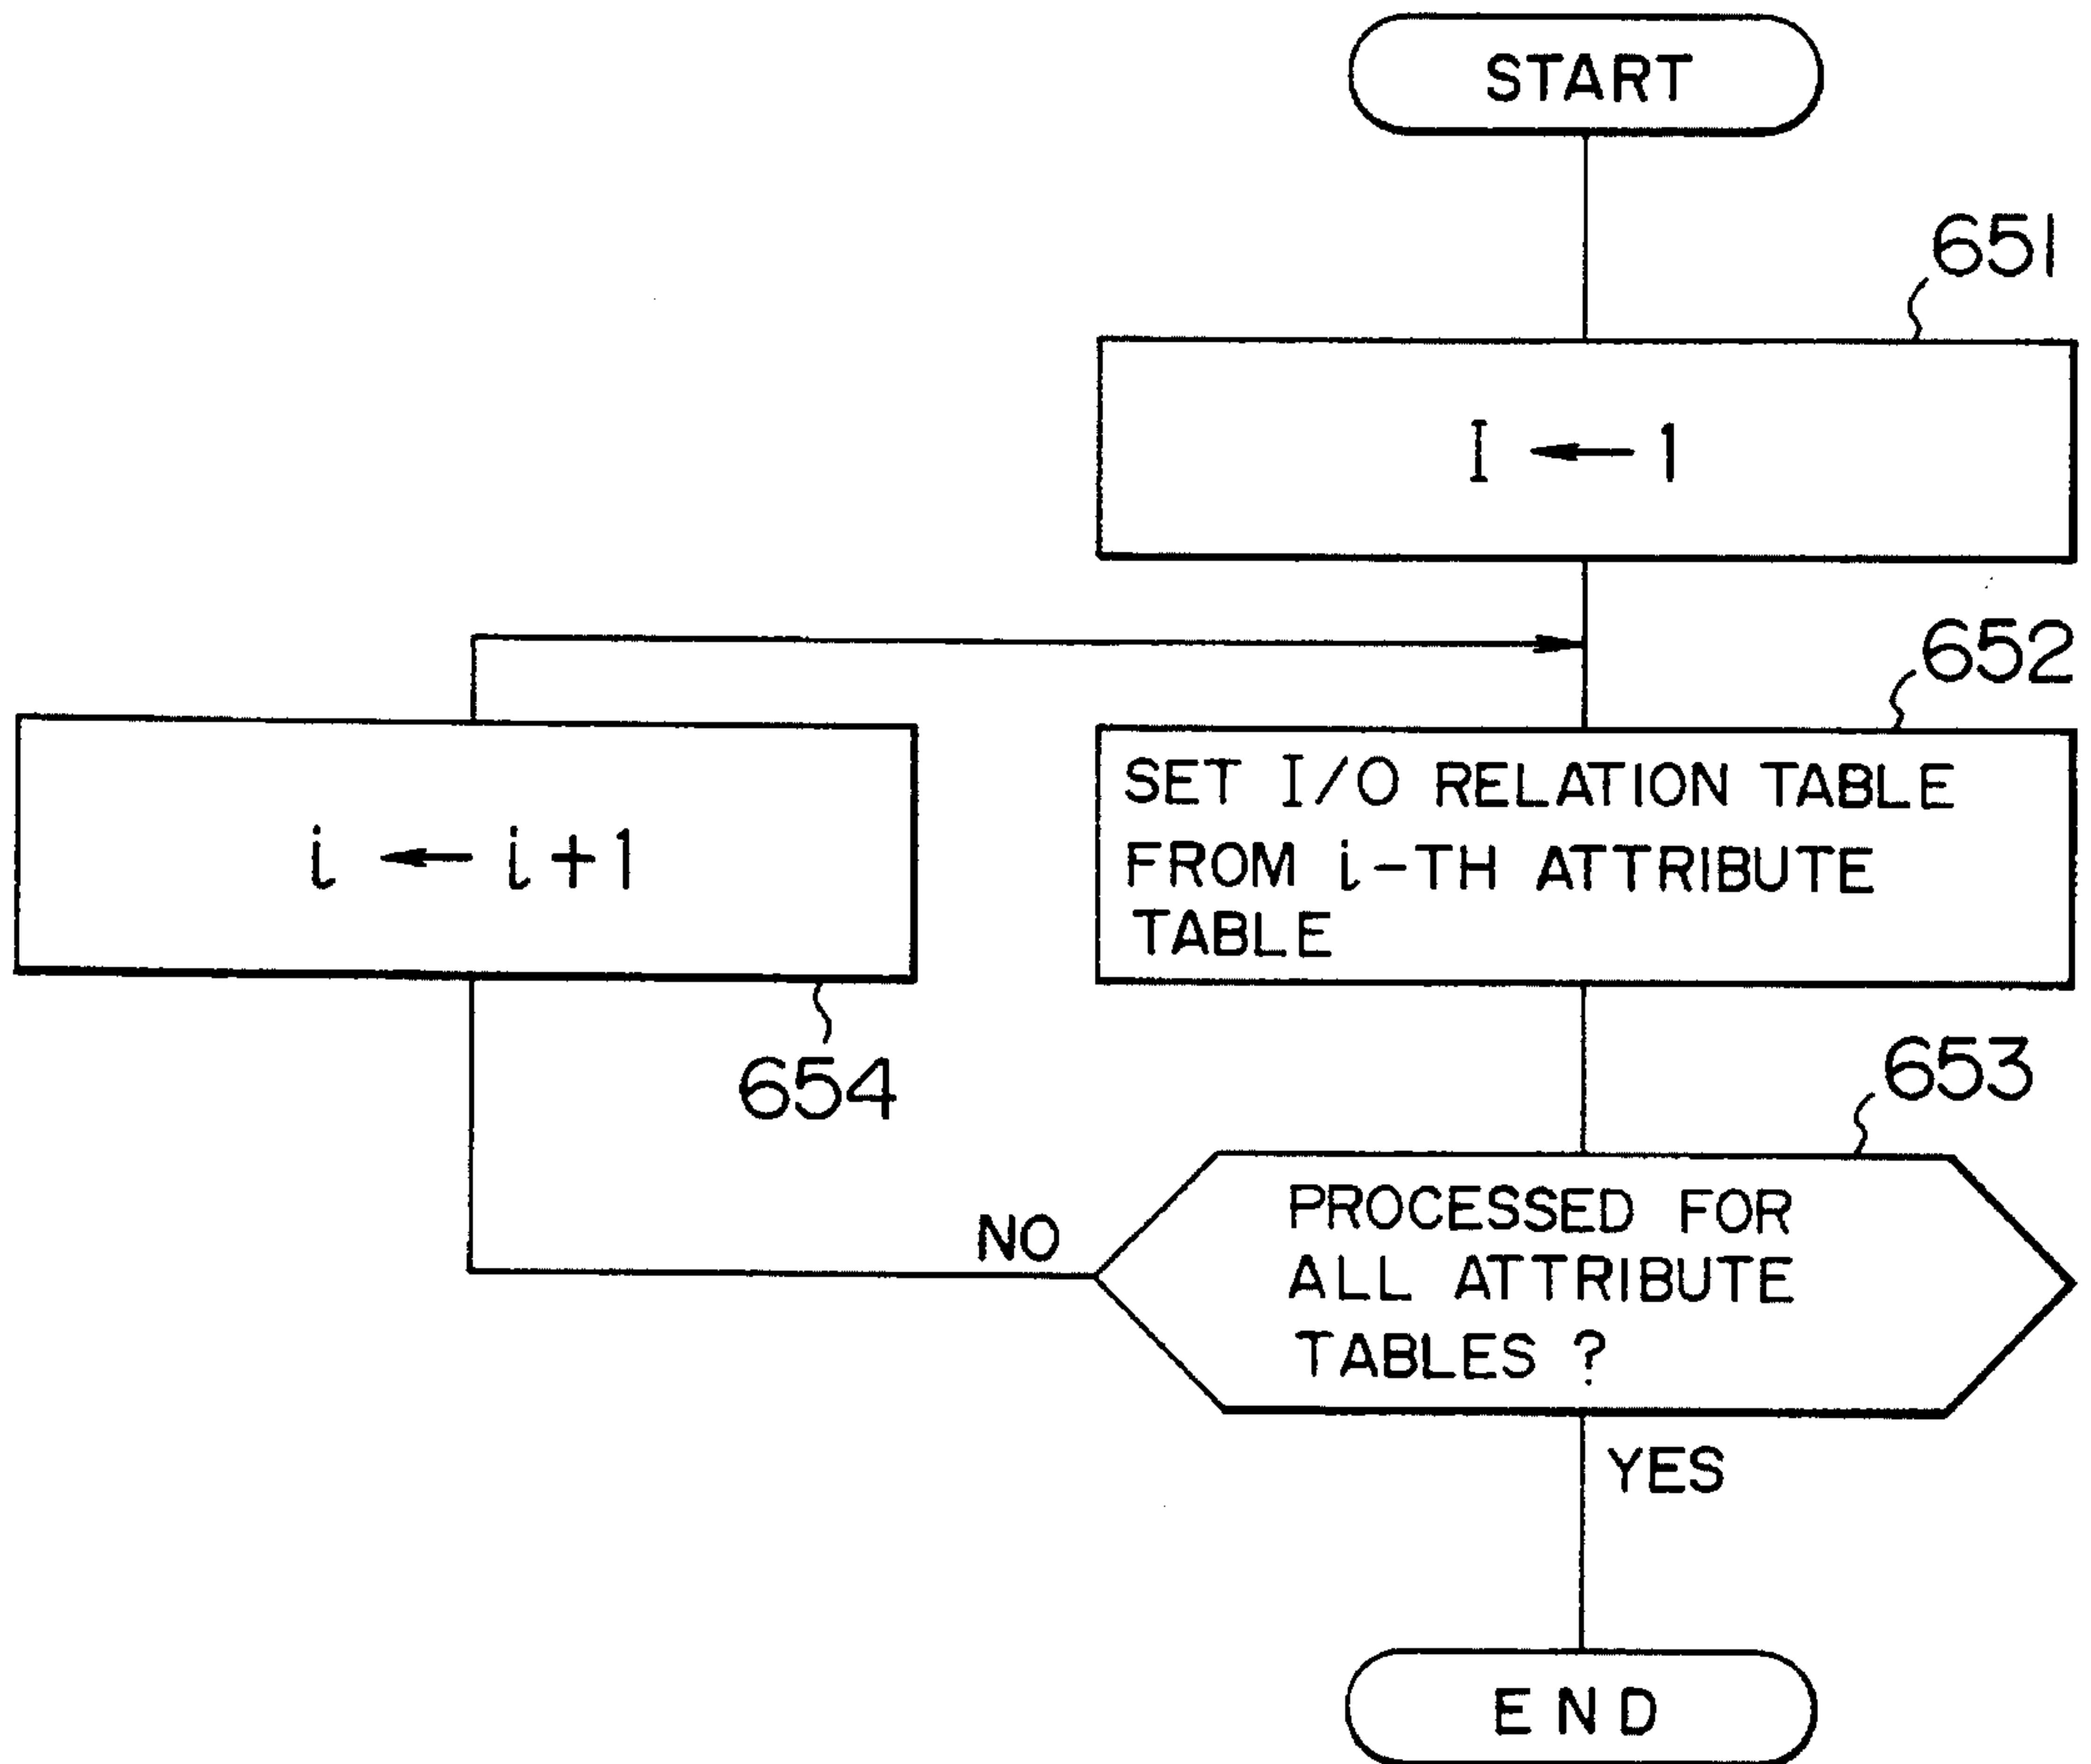 START
651
I ← 1
652
SET I/O RELATION TABLE
FROM i-TH ATTRIBUTE
TABLE
i ← i+1
654
653
PROCESSED FOR
ALL ATTRIBUTE
TABLES ?
NO
YES
END